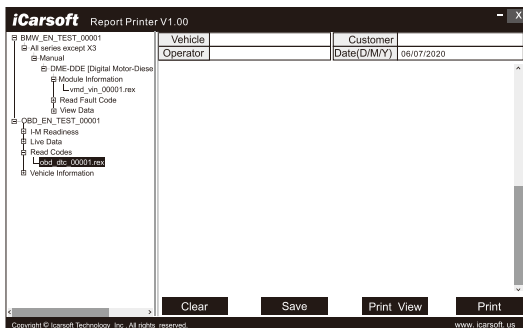 iCarsoft Report Printer V1.00
BMW_EN_TEST_00001
All series except X3
Manual
DME-DDE [Digital Motor-Diese
Module Information
vmd_vin_00001.rex
Read Fault Code
View Data
OBD_EN_TEST_00001
I-M Readiness
Live Data
Read Codes
obd_dtc_00001.rex
Vehicle Information
Vehicle
Customer
Operator
Date(D/M/Y) 06/07/2020
Clear
Save
Print View
Print
Copyright © Icarsoft Technology Inc . All rights reserved.
www. icarsoft. us